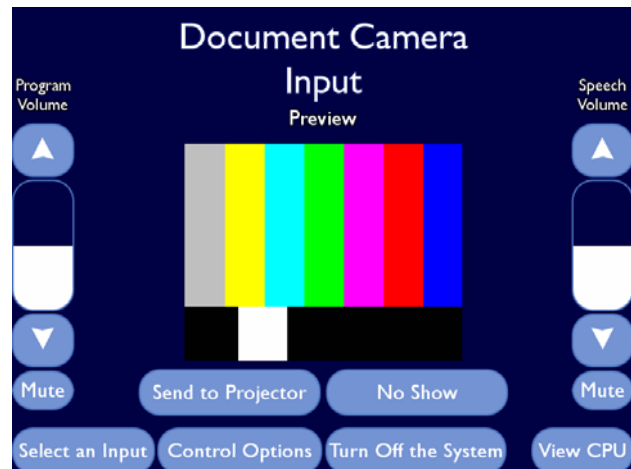 Document Camera
Input
Preview
Program
Volume
Speech
Volume
Mute
Send to Projector
No Show
Mute
Select an Input
Control Options
Turn Off the System
View CPU